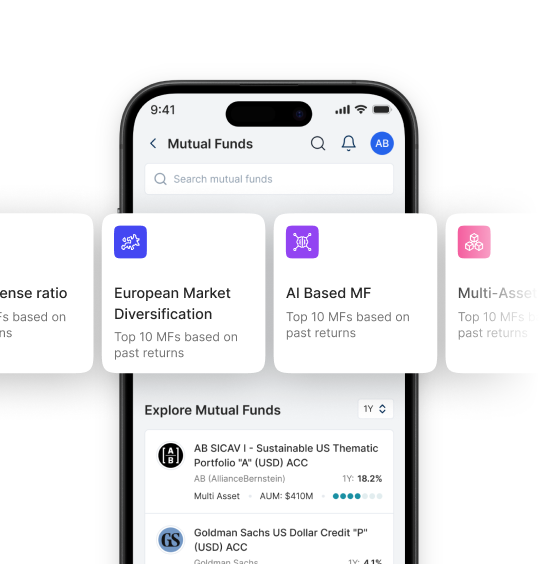 9:41
Mutual Funds
AB
Search mutual funds
ense ratio
Fs based on
ns
European Market
Diversification
Top 10 MFs based on
past returns
AI Based MF
Top 10 MFs based on
past returns
Multi-Asse
Top 10 MFs b
past returns
Explore Mutual Funds
1Y
A
B
AB SICAV I - Sustainable US Thematic
Portfolio "A" (USD) ACC
AB (AllianceBernstein)
1Y: 18.2%
Multi Asset
AUM: $410M
GS
Goldman Sachs US Dollar Credit "P"
(USD) ACC
Goldman Sachs
1Y: 4.1%